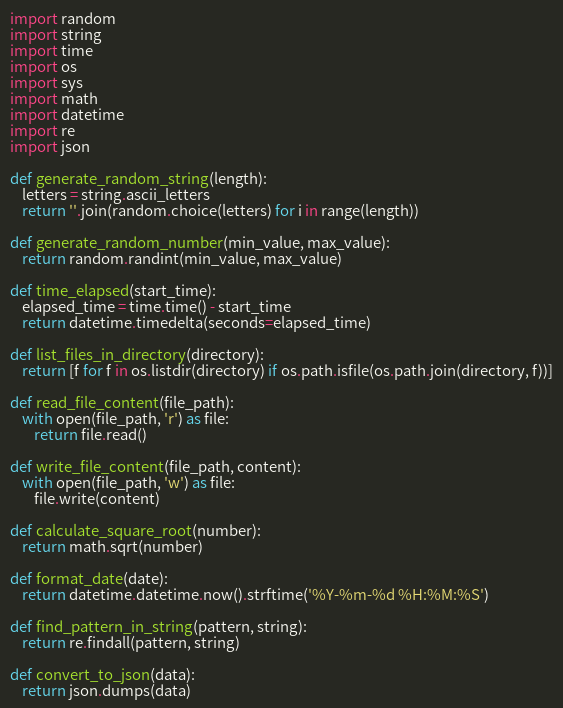 import random
import string
import time
import os
import sys
import math
import datetime
import re
import json

def generate_random_string(length):
    letters = string.ascii_letters
    return ''.join(random.choice(letters) for i in range(length))

def generate_random_number(min_value, max_value):
    return random.randint(min_value, max_value)

def time_elapsed(start_time):
    elapsed_time = time.time() - start_time
    return datetime.timedelta(seconds=elapsed_time)

def list_files_in_directory(directory):
    return [f for f in os.listdir(directory) if os.path.isfile(os.path.join(directory, f))]

def read_file_content(file_path):
    with open(file_path, 'r') as file:
        return file.read()

def write_file_content(file_path, content):
    with open(file_path, 'w') as file:
        file.write(content)

def calculate_square_root(number):
    return math.sqrt(number)

def format_date(date):
    return datetime.datetime.now().strftime('%Y-%m-%d %H:%M:%S')

def find_pattern_in_string(pattern, string):
    return re.findall(pattern, string)

def convert_to_json(data):
    return json.dumps(data)